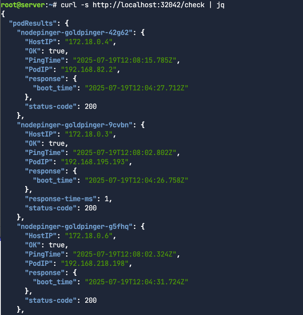 root@server:~# curl -s http://localhost:32042/check | jq
{
  "podResults": {
    "nodepinger-goldpinger-42g62": {
      "HostIP": "172.18.0.4",
      "OK": true,
      "PingTime": "2025-07-19T12:08:15.785Z",
      "PodIP": "192.168.82.2",
      "response": {
        "boot_time": "2025-07-19T12:04:27.712Z"
      },
      "status-code": 200
    },
    "nodepinger-goldpinger-9cvbn": {
      "HostIP": "172.18.0.3",
      "OK": true,
      "PingTime": "2025-07-19T12:08:02.802Z",
      "PodIP": "192.168.195.193",
      "response": {
        "boot_time": "2025-07-19T12:04:26.758Z"
      },
      "response-time-ms": 1,
      "status-code": 200
    },
    "nodepinger-goldpinger-g5fhq": {
      "HostIP": "172.18.0.6",
      "OK": true,
      "PingTime": "2025-07-19T12:08:02.324Z",
      "PodIP": "192.168.218.198",
      "response": {
        "boot_time": "2025-07-19T12:04:31.724Z"
      },
      "status-code": 200